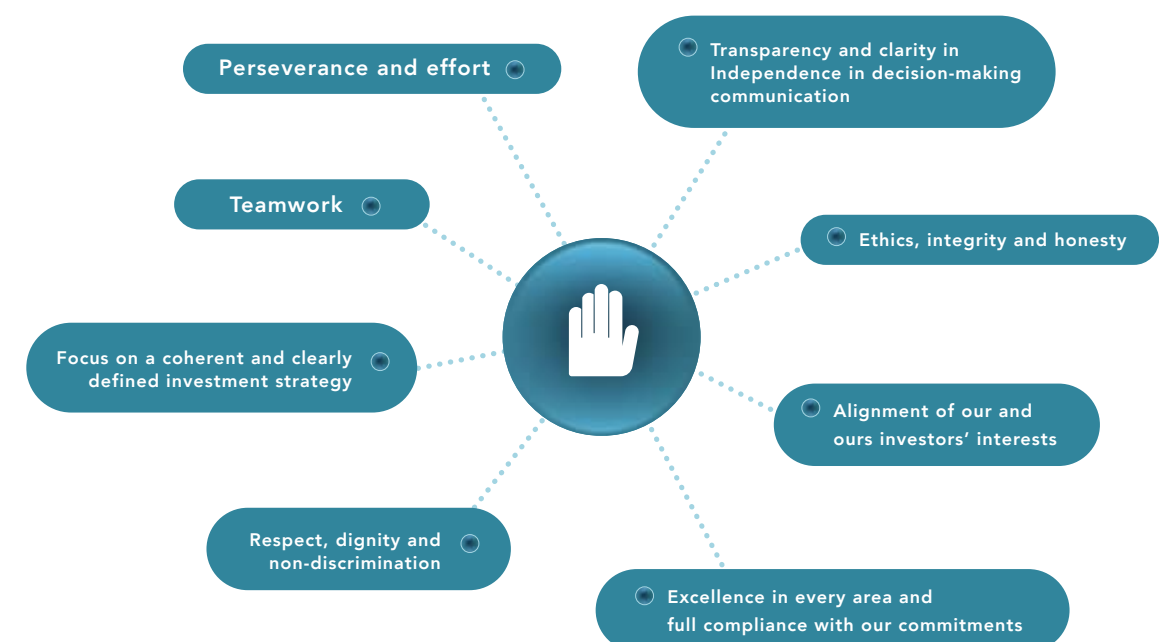 Perseverance and effort
Transparency and clarity in
Independence in decision-making
communication
Teamwork
Ethics, integrity and honesty
Focus on a coherent and clearly
defined investment strategy
Alignment of our and
ours investors’ interests
Respect, dignity and
non-discrimination
Excellence in every area and
full compliance with our commitments